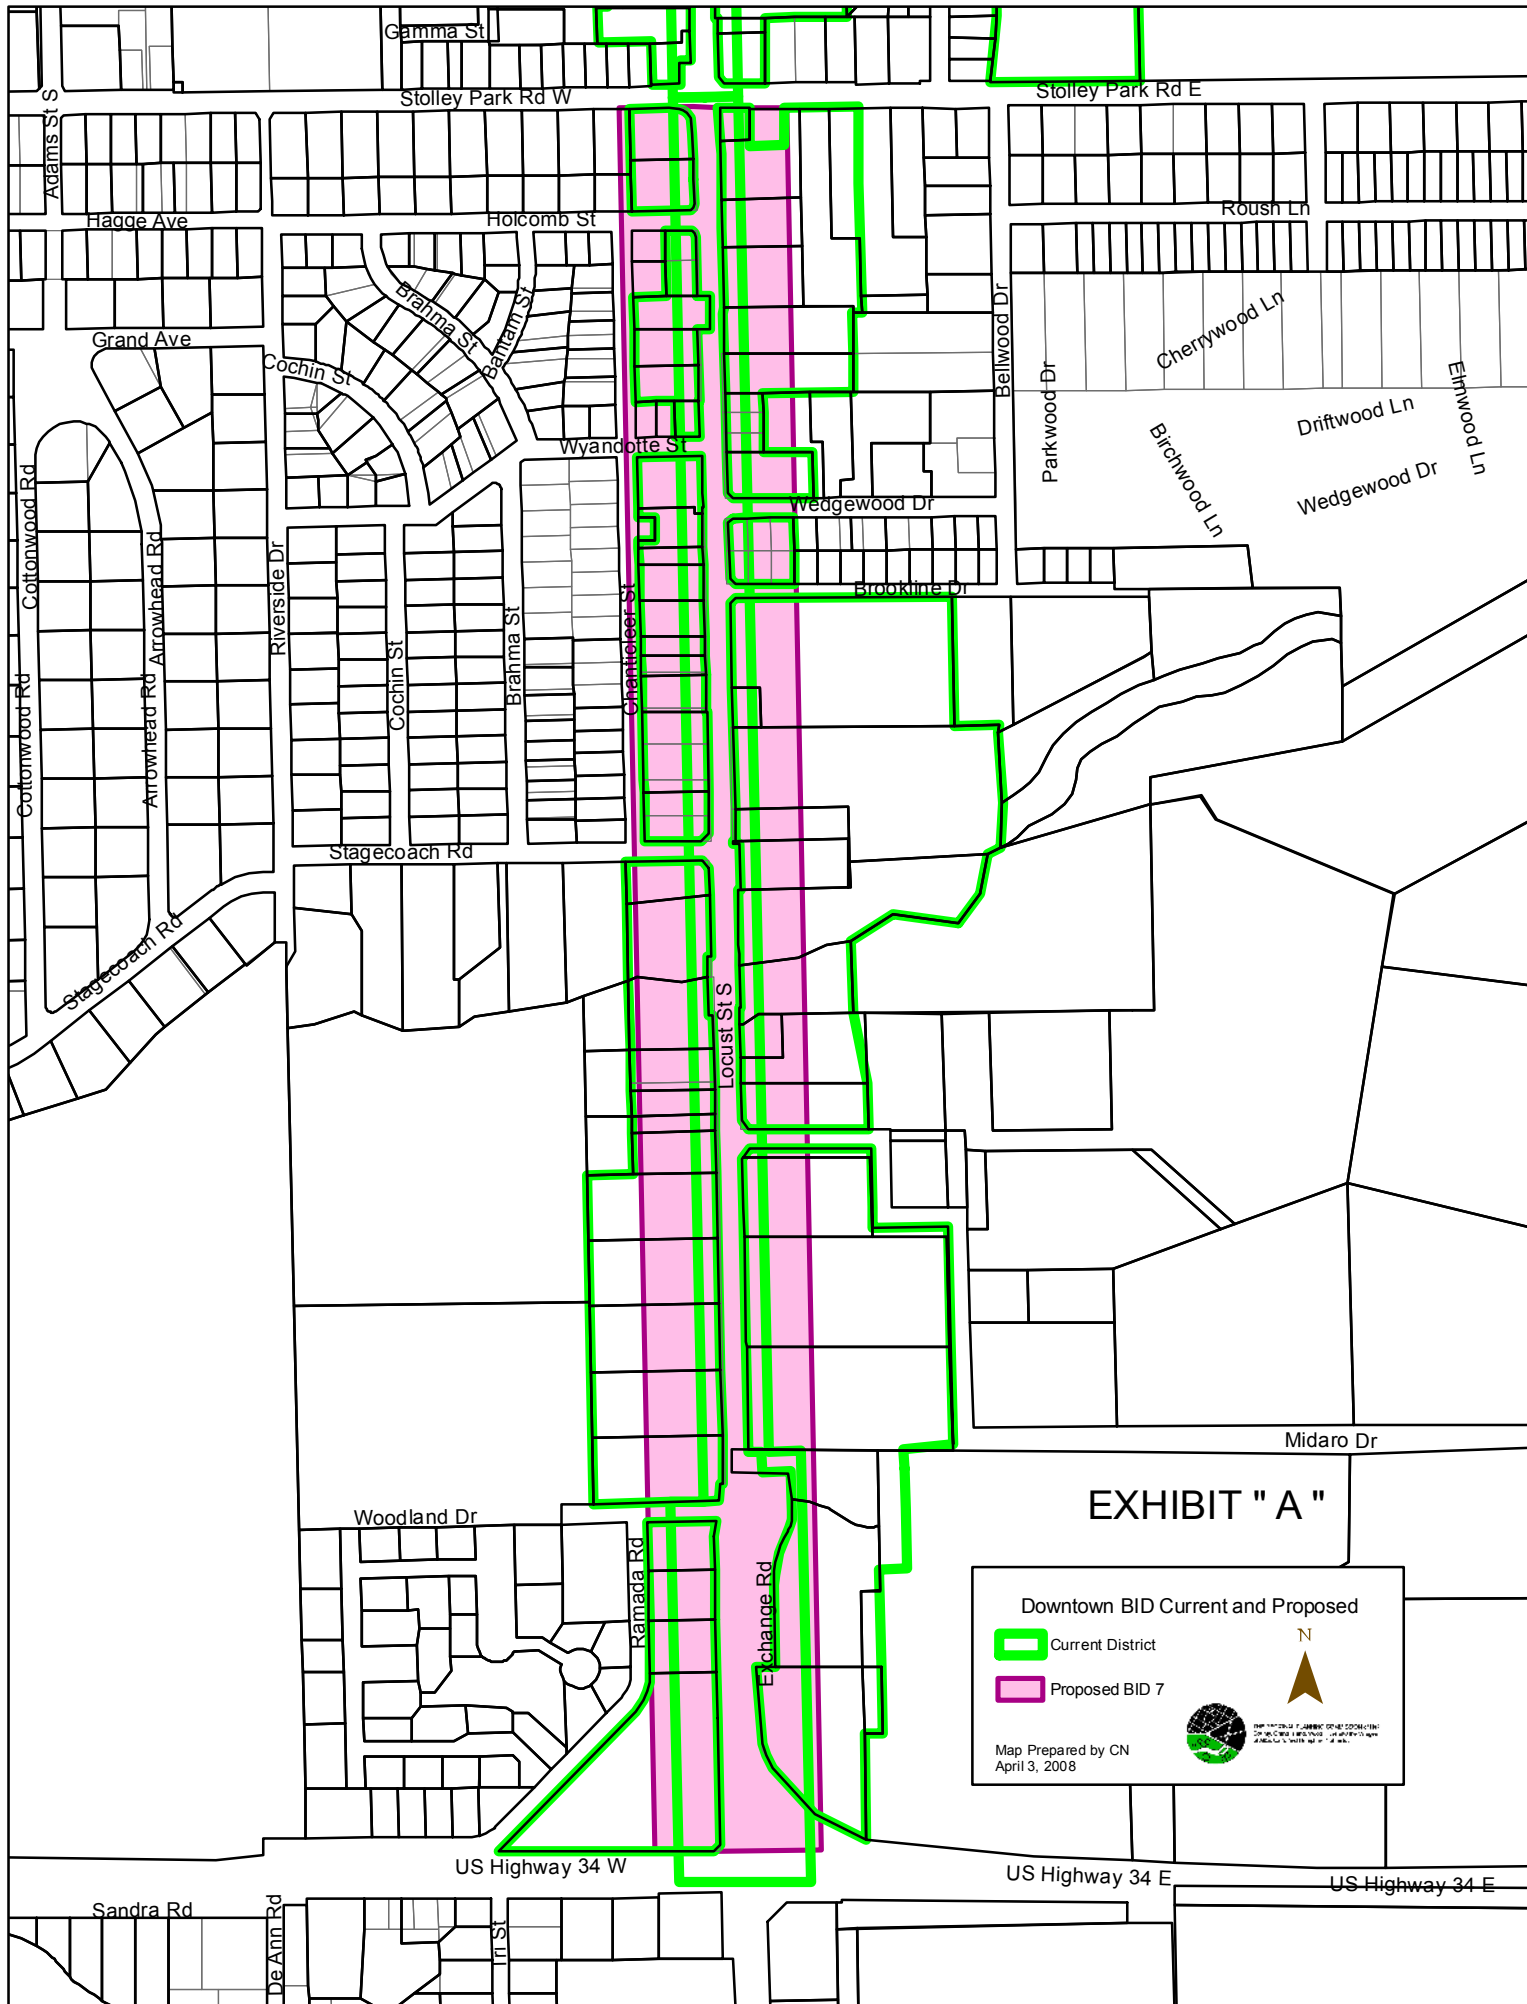 Gamma St
Stolley Park Rd W
Stolley Park Rd E
Adams St S
Hagge Ave
Holcomb St
Roush Ln
Brahma St
Bantam St
Bellwood Dr
Cherrywood Ln
Grand Ave
Cochin St
Parkwood Dr
Elmwood Ln
Driftwood Ln
Birchwood Ln
Wyandotte St
Wedgewood Dr
Wedgewood Dr
Cottonwood Rd
Arrowhead Rd
Riverside Dr
Brookline Dr
Chanticleer St
Brahma St
Cochin St
Cottonwood Rd
Arrowhead Rd
Stagecoach Rd
Stagecoach Rd
Locust St S
Midaro Dr
EXHIBIT " A "
Woodland Dr
Ramada Rd
Exchange Rd
Downtown BID Current and Proposed
N
Current District
Proposed BID 7
Map Prepared by CN
April 3, 2008
US Highway 34 W
US Highway 34 E
US Highway 34 E
Sandra Rd
De Ann Rd
Tri St